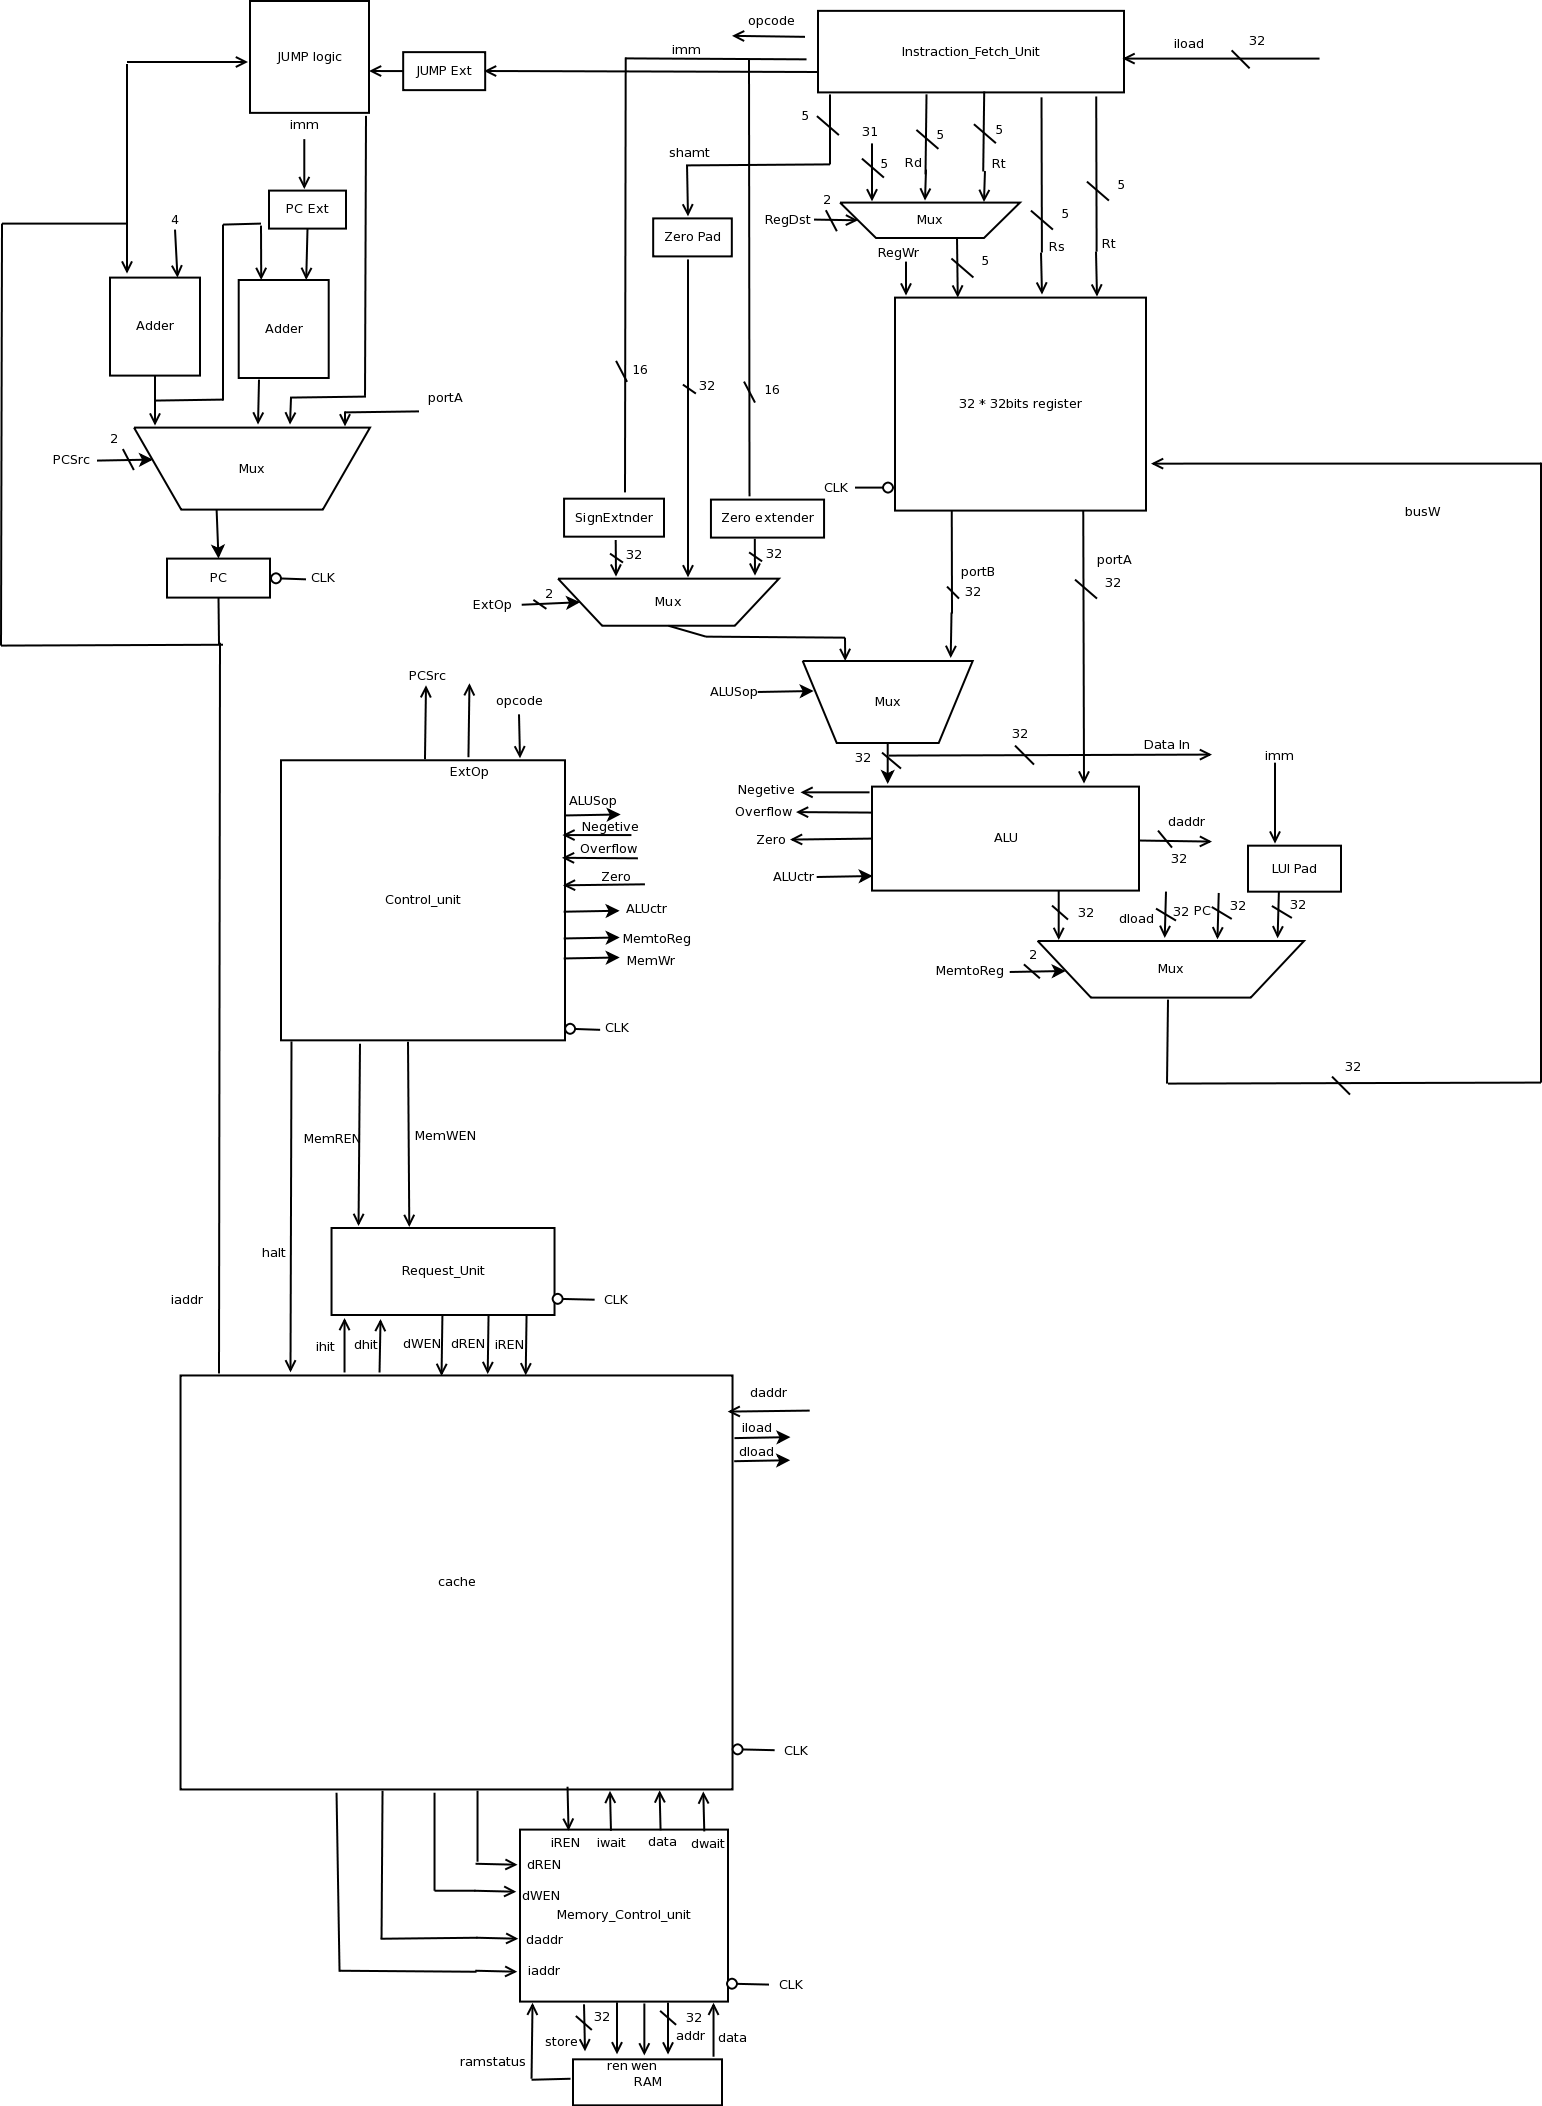 opcode
JUMP logic
JUMP Ext
imm
Instraction_Fetch_Unit
iload
32
imm
5
31
5
Rd
5
5
Rt
5
shamt
PC Ext
4
2
RegDst
Mux
5
Rs
Rt
Zero Pad
RegWr
5
Adder
Adder
16
32
16
portA
32 * 32bits register
2
PCSrc
Mux
CLK
busW
SignExtnder
Zero extender
PC
CLK
32
32
portB
32
portA
32
ExtOp
2
Mux
PCSrc
opcode
ALUSop
Mux
32
Data In
32
imm
ExtOp
ALUSop
Negetive
Overflow
Zero
Control_unit
ALUctr
MemtoReg
MemWr
CLK
Negetive
Overflow
Zero
ALUctr
ALU
daddr
32
LUI Pad
32
dload
32
PC
32
32
2
MemtoReg
Mux
32
MemREN
MemWEN
halt
Request_Unit
CLK
iaddr
ihit
dhit
dWEN
dREN
iREN
daddr
iload
dload
cache
CLK
iREN
iwait
data
dwait
dREN
dWEN
Memory_Control_unit
daddr
iaddr
CLK
32
32
store
addr
data
ramstatus
ren wen
RAM